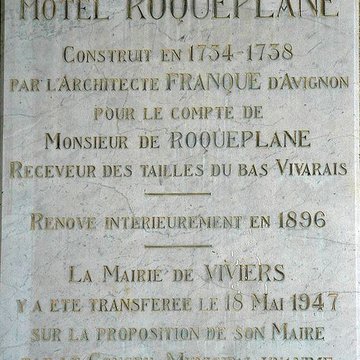 HÔTEL ROQUEPLANE
CONSTRUIT EN 1734-1738
PAR L'ARCHITECTE FRANQUE D'AVIGNON
POUR LE COMPTE DE
MONSIEUR DE ROQUEPLANE
RECEVEUR DES TAILLES DU BAS VIVARAIS
RENOVE INTERIEUREMENT EN 1896
LA MAIRIE DE VIVIERS
Y A ETE TRANSFEREE LE 18 MAI 1947
SUR LA PROPOSITION DE SON MAIRE
CONSEIL MUNICIPAL